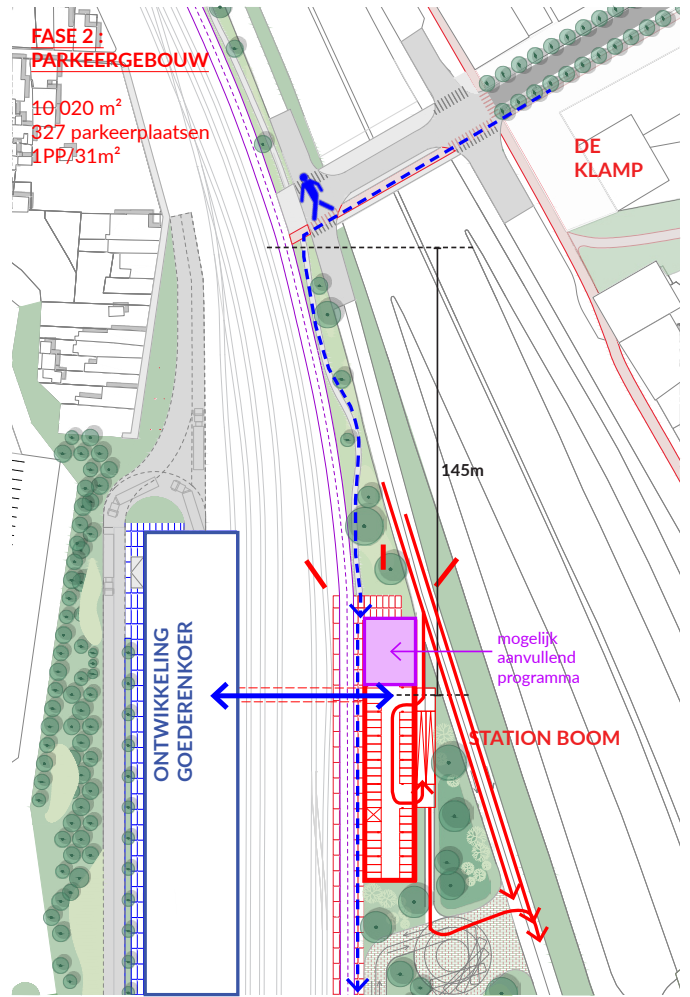 FASE 2 :
PARKEERGEBOUW
10 020 m²
327 parkeerplaatsen
1PP/31m²
DE
KLAMP
145m
mogelijk
aanvullend
programma
ONTWIKKELING
GOEDERENKOER
STATION BOOM